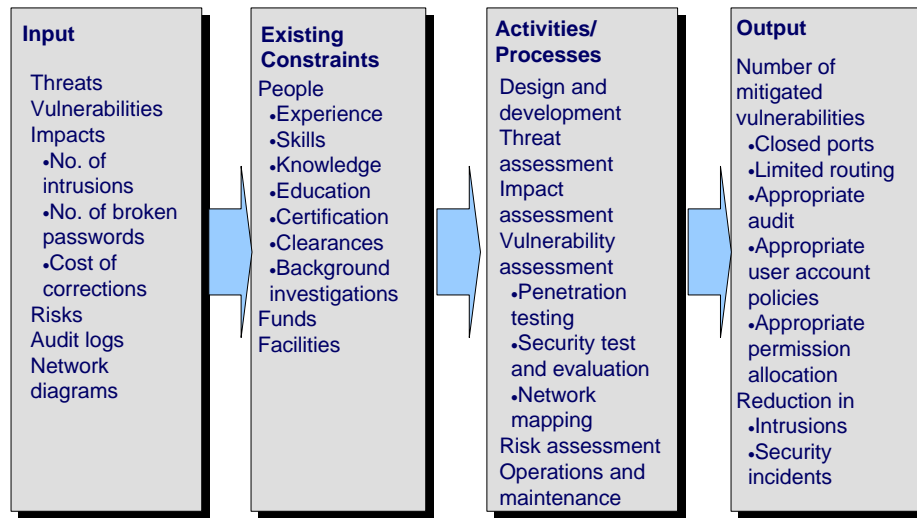 Input
Threats
Vulnerabilities
Impacts
•No. of
intrusions
•No. of broken
passwords
•Cost of
corrections
Risks
Audit logs
Network
diagrams
Existing
Constraints
People
•Experience
•Skills
•Knowledge
•Education
•Certification
•Clearances
•Background
investigations
Funds
Facilities
Activities/
Processes
Design and
development
Threat
assessment
Impact
assessment
Vulnerability
assessment
•Penetration
testing
•Security test
and evaluation
•Network
mapping
Risk assessment
Operations and
maintenance
Output
Number of
mitigated
vulnerabilities
•Closed ports
•Limited routing
•Appropriate
audit
•Appropriate
user account
policies
•Appropriate
permission
allocation
Reduction in
•Intrusions
•Security
incidents